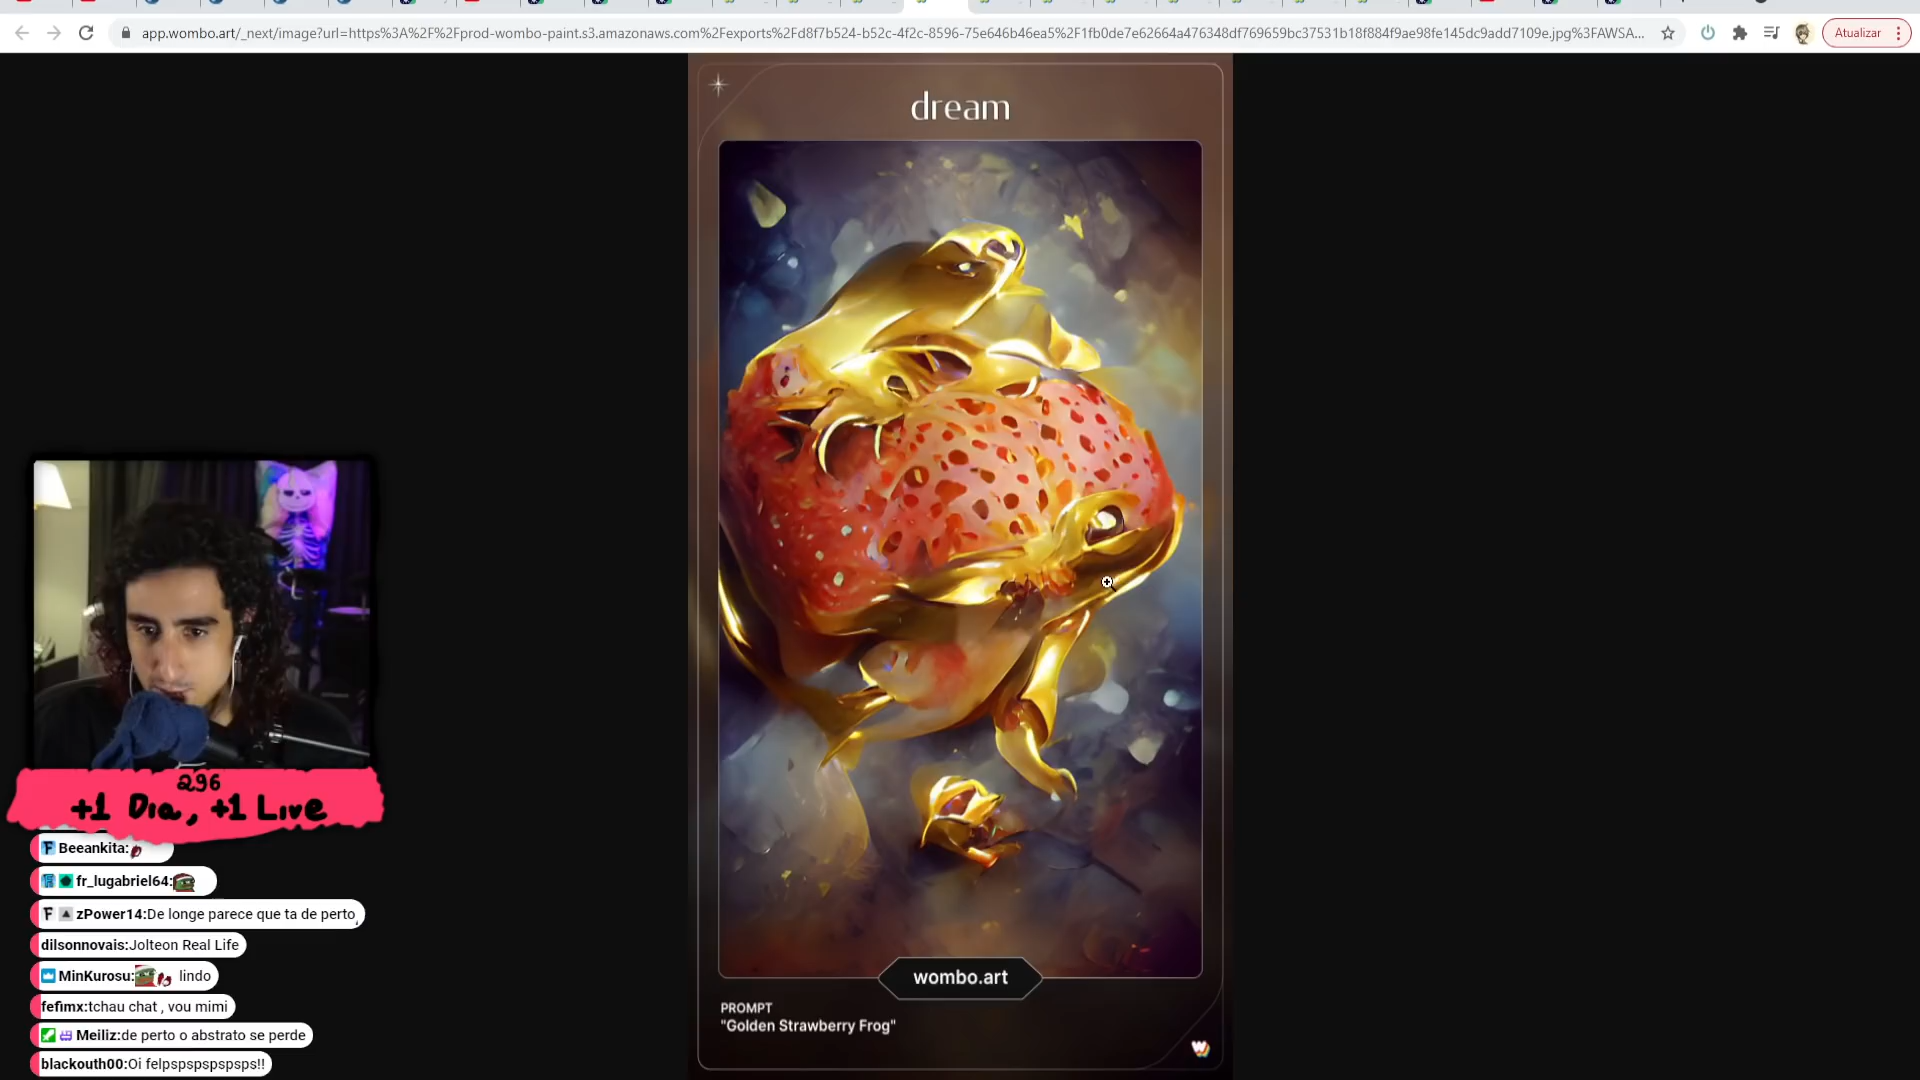 app.wombo.art/_next/image?url=https%3A%2F%2Fprod-wombo-paint.s3.amazonaws.com%2Fexports%2Fd8f7b524-b52c-4f2c-8596-75e646b46ea5%2F1fb0de7e62664a476348df769659bc37531b18f884f9ae98fe145dc9add7109e.jpg%3FAWSA...
Atualizar
dream
296
+1 Dia, +1 Live
Beeankita:
fr_lugabriel64:
zPower14:De longe parece que ta de perto,
dilsonnovais:Jolteon Real Life
MinKurosu: lindo
fefimx:tchau chat , vou mimi
Meiliz:de perto o abstrato se perde
blackouth00:Oi felpspspspspsps!!
wombo.art
PROMPT
"Golden Strawberry Frog"